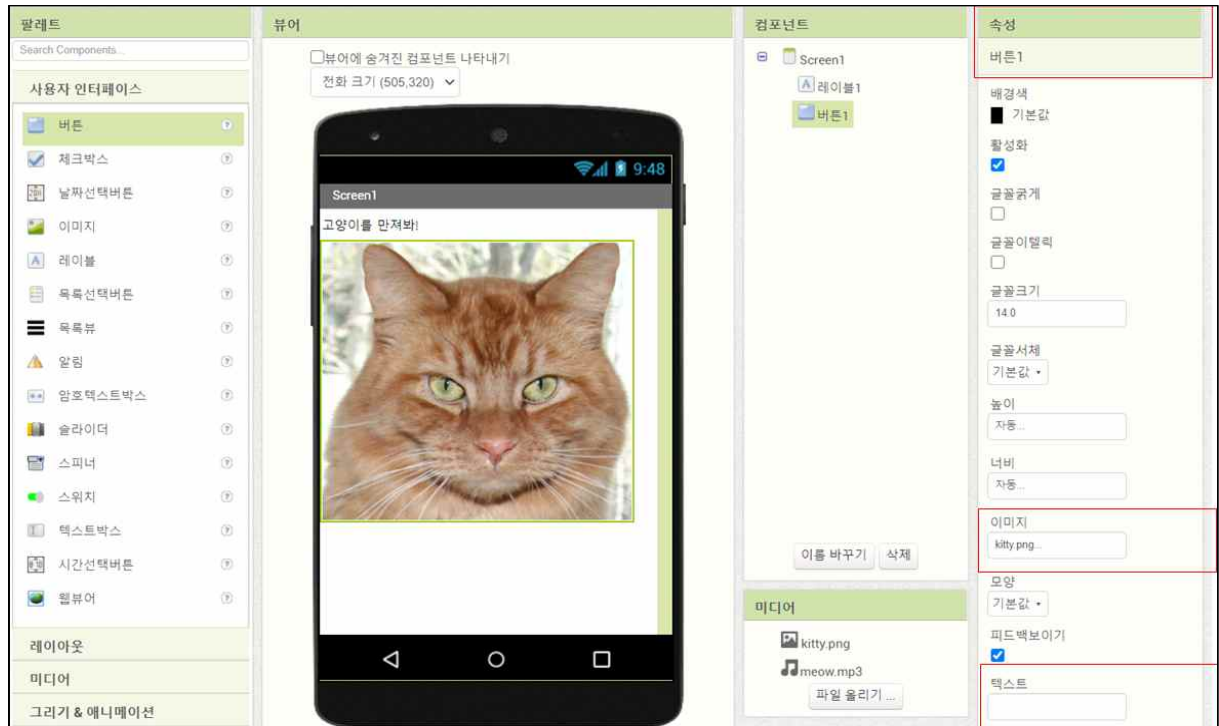 팔레트
Search Components...
사용자 인터페이스
버튼
체크박스
날짜선택버튼
이미지
레이블
목록선택버튼
목록뷰
알림
암호텍스트박스
슬라이더
스피너
스위치
텍스트박스
시간선택버튼
웹뷰어
레이아웃
미디어
그리기 & 애니메이션
뷰어
뷰어에 숨겨진 컴포넌트 나타내기
전화 크기 (505,320)
9:48
Screen1
고양이를 만져봐!
컴포넌트
Screen1
레이블1
버튼1
이름 바꾸기 삭제
미디어
kitty.png
meow.mp3
파일 올리기 ...
속성
버튼1
배경색
기본값
활성화
글꼴굵게
글꼴이텔릭
글꼴크기
14.0
글꼴서체
기본값
높이
자동...
너비
자동...
이미지
kitty.png...
모양
기본값
피드백보이기
텍스트